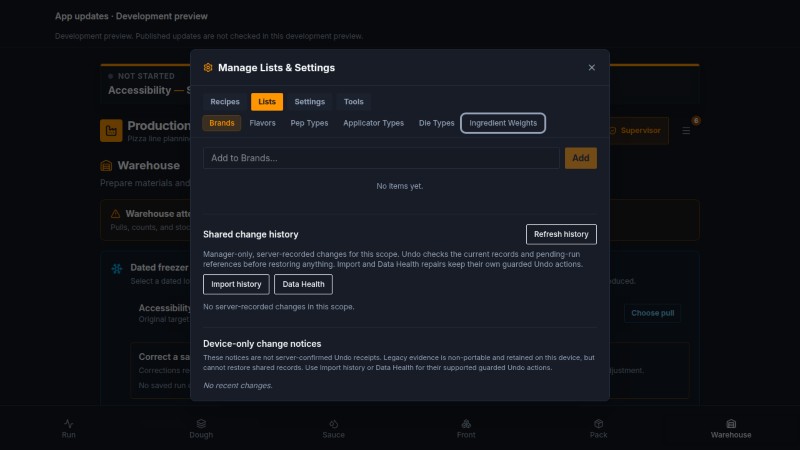 App updates · Development preview
Development preview. Published updates are not checked in this development preview.
NOT STARTED
Accessibility — S
Production
Pizza line plannin
Supervisor
6
Warehouse
Prepare materials and
Warehouse atte
Pulls, counts, and stoc
Dated freezer
Select a dated lo
duced.
Accessibility
Original target
Choose pull
Correct a sa
Corrections re
adjustment.
No saved run
Manage Lists & Settings
Recipes Lists Settings Tools
Brands Flavors Pep Types Applicator Types Die Types Ingredient Weights
Add to Brands...
Add
No items yet.
Shared change history
Refresh history
Manager-only, server-recorded changes for this scope. Undo checks the current records and pending-run
references before restoring anything. Import and Data Health repairs keep their own guarded Undo actions.
Import history Data Health
No server-recorded changes in this scope.
Device-only change notices
These notices are not server-confirmed Undo receipts. Legacy evidence is non-portable and retained on this device, but
cannot restore shared records. Use Import history or Data Health for their supported guarded Undo actions.
No recent changes.
Run Dough Sauce Front Pack Warehouse